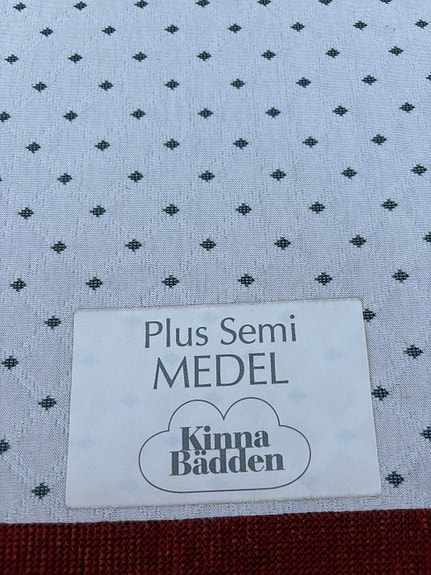 Plus Semi
MEDEL
Kinna
Bädden